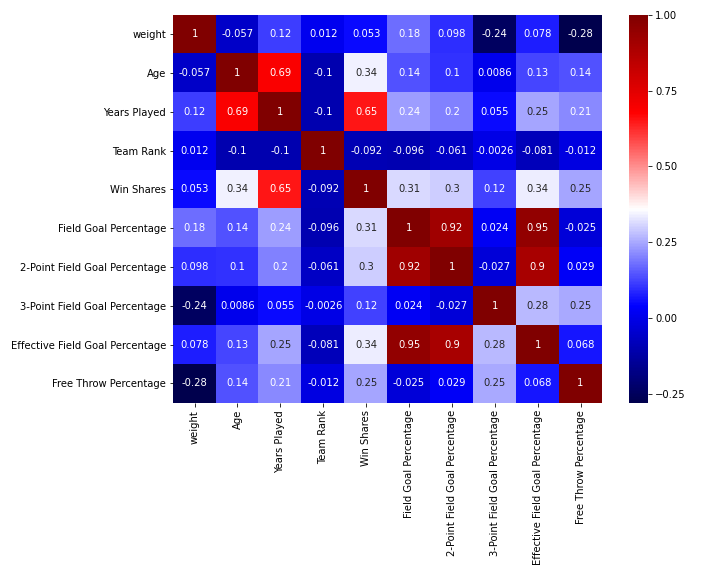 weight 1 -0.057 0.12 0.012 0.053 0.18 0.098 -0.24 0.078 -0.28
Age -0.057 1 0.69 -0.1 0.34 0.14 0.1 0.0086 0.13 0.14
Years Played 0.12 0.69 1 -0.1 0.65 0.24 0.2 0.055 0.25 0.21
Team Rank 0.012 -0.1 -0.1 1 -0.092 -0.096 -0.061 -0.0026 -0.081 -0.012
Win Shares 0.053 0.34 0.65 -0.092 1 0.31 0.3 0.12 0.34 0.25
Field Goal Percentage 0.18 0.14 0.24 -0.096 0.31 1 0.92 0.024 0.95 -0.025
2-Point Field Goal Percentage 0.098 0.1 0.2 -0.061 0.3 0.92 1 -0.027 0.9 0.029
3-Point Field Goal Percentage -0.24 0.0086 0.055 -0.0026 0.12 0.024 -0.027 1 0.28 0.25
Effective Field Goal Percentage 0.078 0.13 0.25 -0.081 0.34 0.95 0.9 0.28 1 0.068
Free Throw Percentage -0.28 0.14 0.21 -0.012 0.25 -0.025 0.029 0.25 0.068 1
weight
Age
Years Played
Team Rank
Win Shares
Field Goal Percentage
2-Point Field Goal Percentage
3-Point Field Goal Percentage
Effective Field Goal Percentage
Free Throw Percentage
1.00
0.75
0.50
0.25
0.00
−0.25